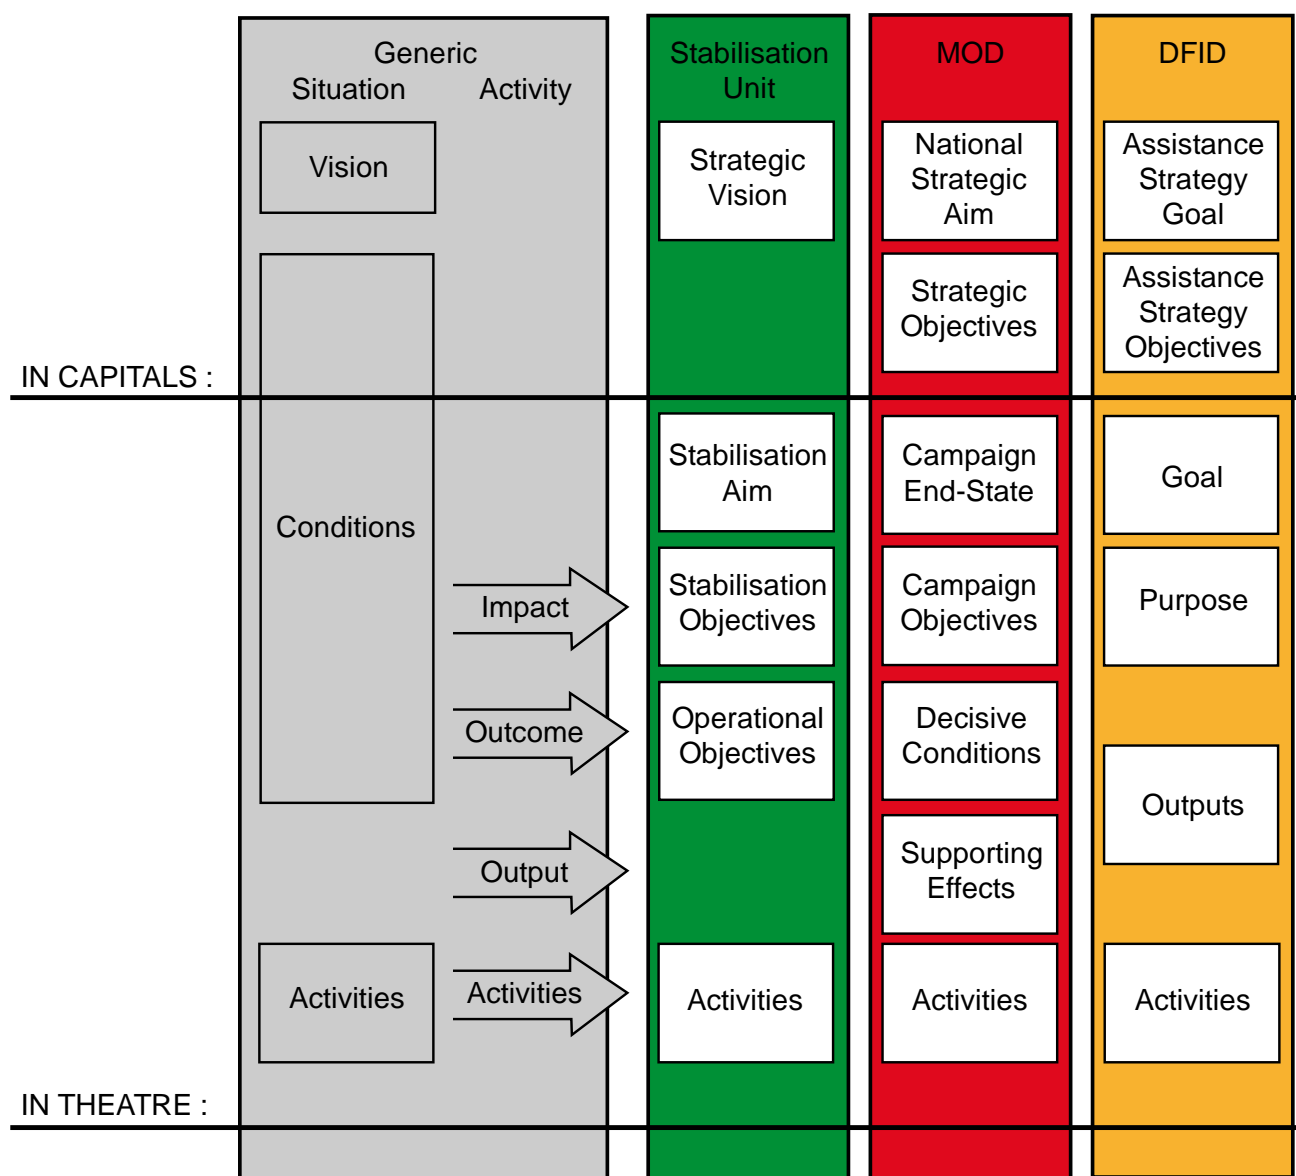 Generic
Situation
Activity
Stabilisation
Unit
MOD
DFID
Vision
Strategic
Vision
National
Strategic
Aim
Assistance
Strategy
Goal
Strategic
Objectives
Assistance
Strategy
Objectives
IN CAPITALS :
Conditions
Stabilisation
Aim
Campaign
End-State
Goal
Impact
Stabilisation
Objectives
Campaign
Objectives
Purpose
Outcome
Operational
Objectives
Decisive
Conditions
Outputs
Output
Supporting
Effects
Activities
Activities
Activities
Activities
Activities
IN THEATRE :